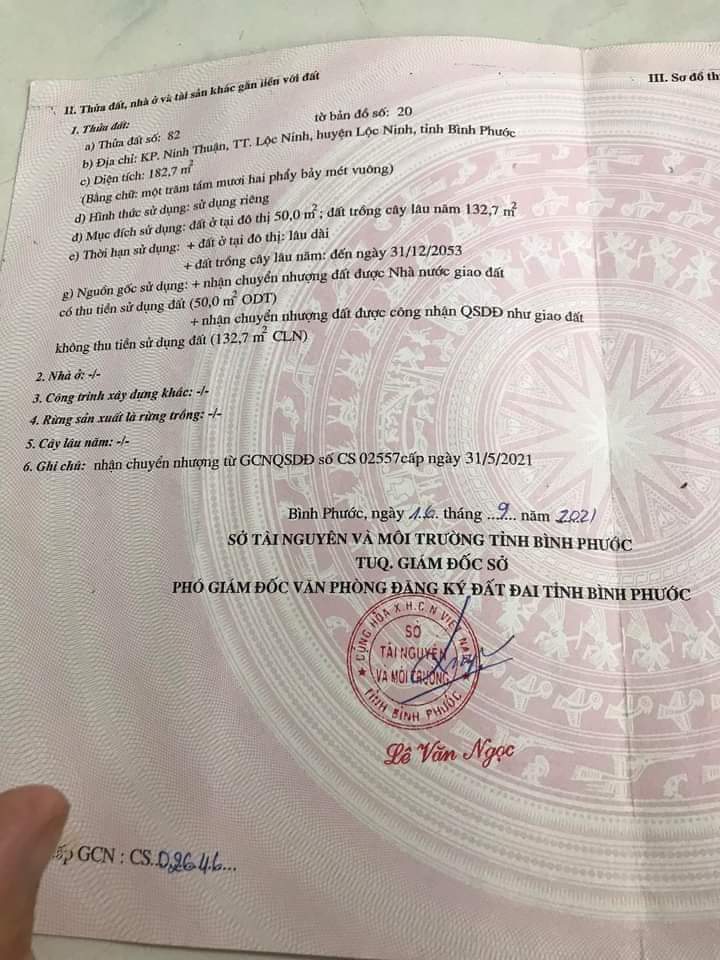 II. Thửa đất, nhà ở và tài sản khác gắn liền với đất
III. Sơ đồ th
1. Thửa đất:
a) Thửa đất số: 82 tờ bản đồ số: 20
b) Địa chỉ: KP. Ninh Thuận, TT. Lộc Ninh, huyện Lộc Ninh, tỉnh Bình Phước
c) Diện tích: 182,7 m²
(Bằng chữ: một trăm tám mươi hai phẩy bảy mét vuông)
d) Hình thức sử dụng: sử dụng riêng
đ) Mục đích sử dụng: đất ở tại đô thị 50,0 m²; đất trồng cây lâu năm 132,7 m²
e) Thời hạn sử dụng: + đất ở tại đô thị: lâu dài
+ đất trồng cây lâu năm: đến ngày 31/12/2053
g) Nguồn gốc sử dụng: + nhận chuyển nhượng đất được Nhà nước giao đất
có thu tiền sử dụng đất (50,0 m² ODT)
+ nhận chuyển nhượng đất được công nhận QSDĐ như giao đất
không thu tiền sử dụng đất (132,7 m² CLN)
2. Nhà ở: -/-
3. Công trình xây dựng khác: -/-
4. Rừng sản xuất là rừng trồng: -/-
5. Cây lâu năm: -/-
6. Ghi chú: nhận chuyển nhượng từ GCNQSDĐ số CS 02557cấp ngày 31/5/2021
Bình Phước, ngày 16 tháng 9 năm 2021
SỞ TÀI NGUYÊN VÀ MÔI TRƯỜNG TỈNH BÌNH PHƯỚC
TUQ. GIÁM ĐỐC SỞ
PHÓ GIÁM ĐỐC VĂN PHÒNG ĐĂNG KÝ ĐẤT ĐAI TỈNH BÌNH PHƯỚC
CỘNG HÒA X.H.C.N VIỆT NAM
SỞ
TÀI NGUYÊN
VÀ MÔI TRƯỜNG
TỈNH BÌNH PHƯỚC
Lê Văn Ngọc
cấp GCN : CS 02646